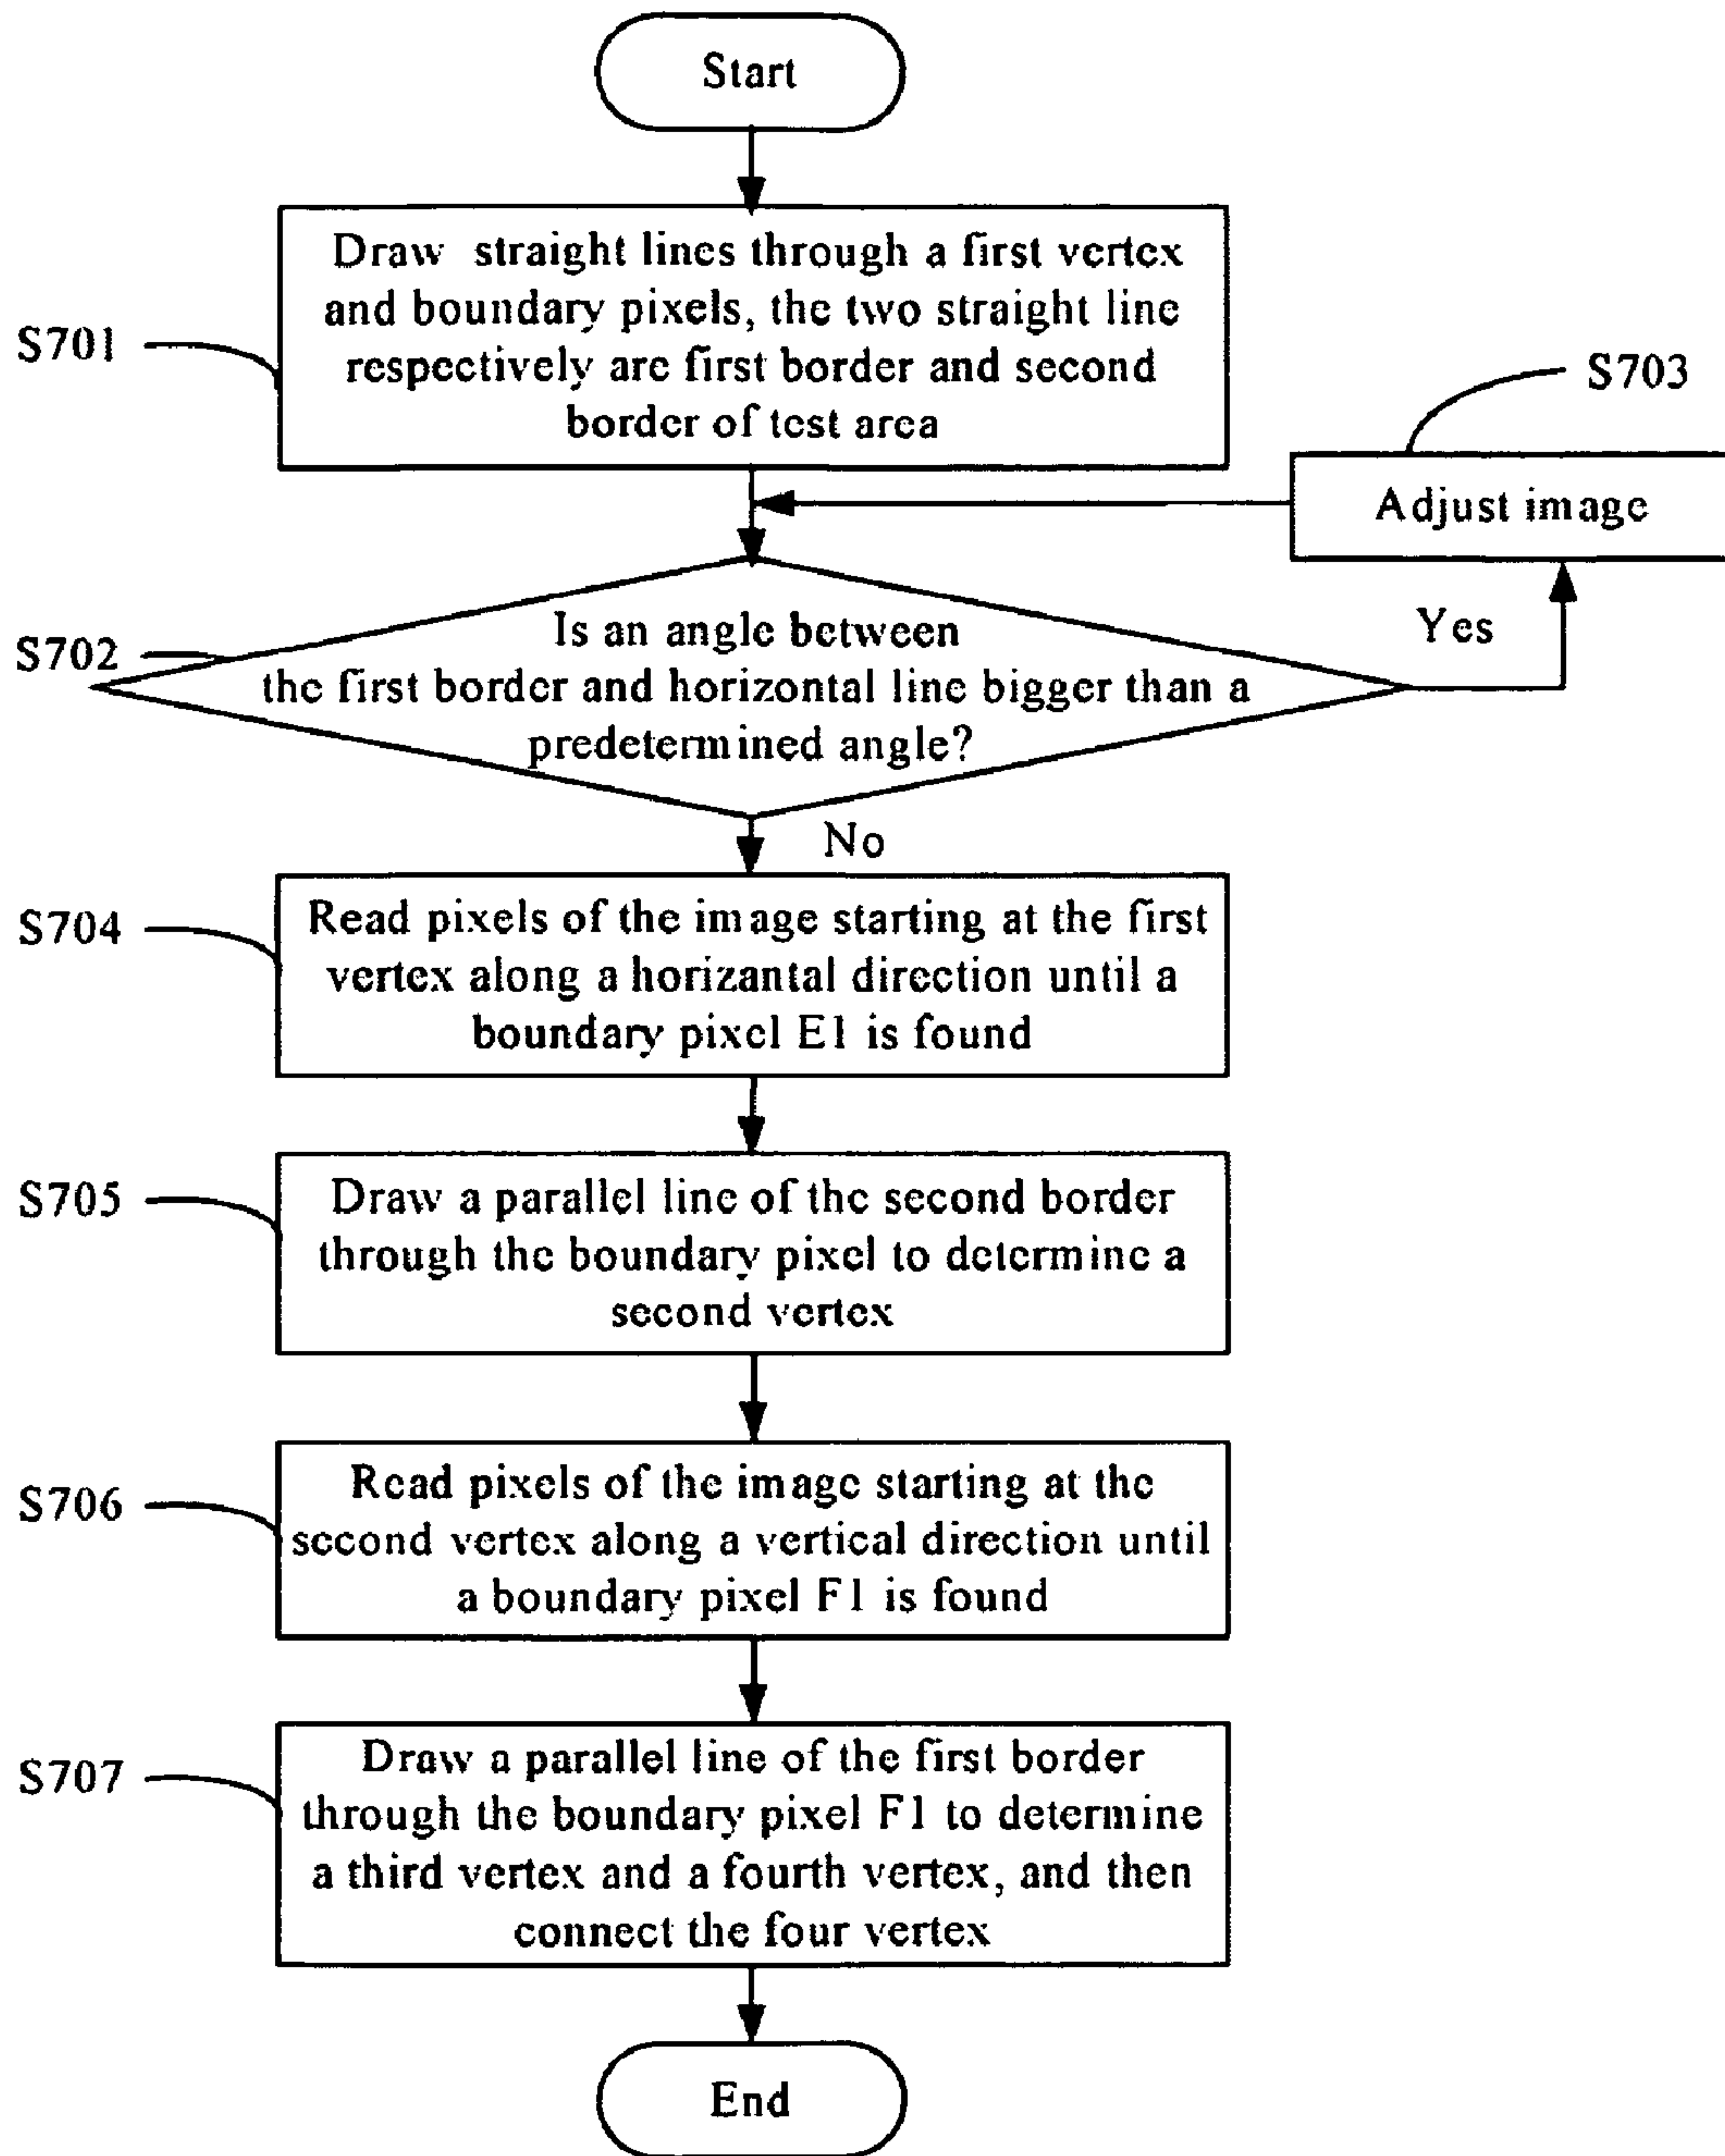 Start
Draw straight lines through a first vertex
and boundary pixels, the two straight line
respectively are first border and second
border of test area
S701
S703
Adjust image
Yes
S702
Is an angle between
the first border and horizontal line bigger than a
predetermined angle?
No
S704
Read pixels of the image starting at the first
vertex along a horizantal direction until a
boundary pixel E1 is found
S705
Draw a parallel line of the second border
through the boundary pixel to determine a
second vertex
S706
Read pixels of the image starting at the
second vertex along a vertical direction until
a boundary pixel F1 is found
S707
Draw a parallel line of the first border
through the boundary pixel F1 to determine
a third vertex and a fourth vertex, and then
connect the four vertex
End